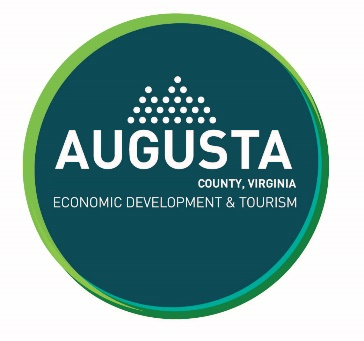 AUGUSTA
COUNTY, VIRGINIA
ECONOMIC DEVELOPMENT & TOURISM